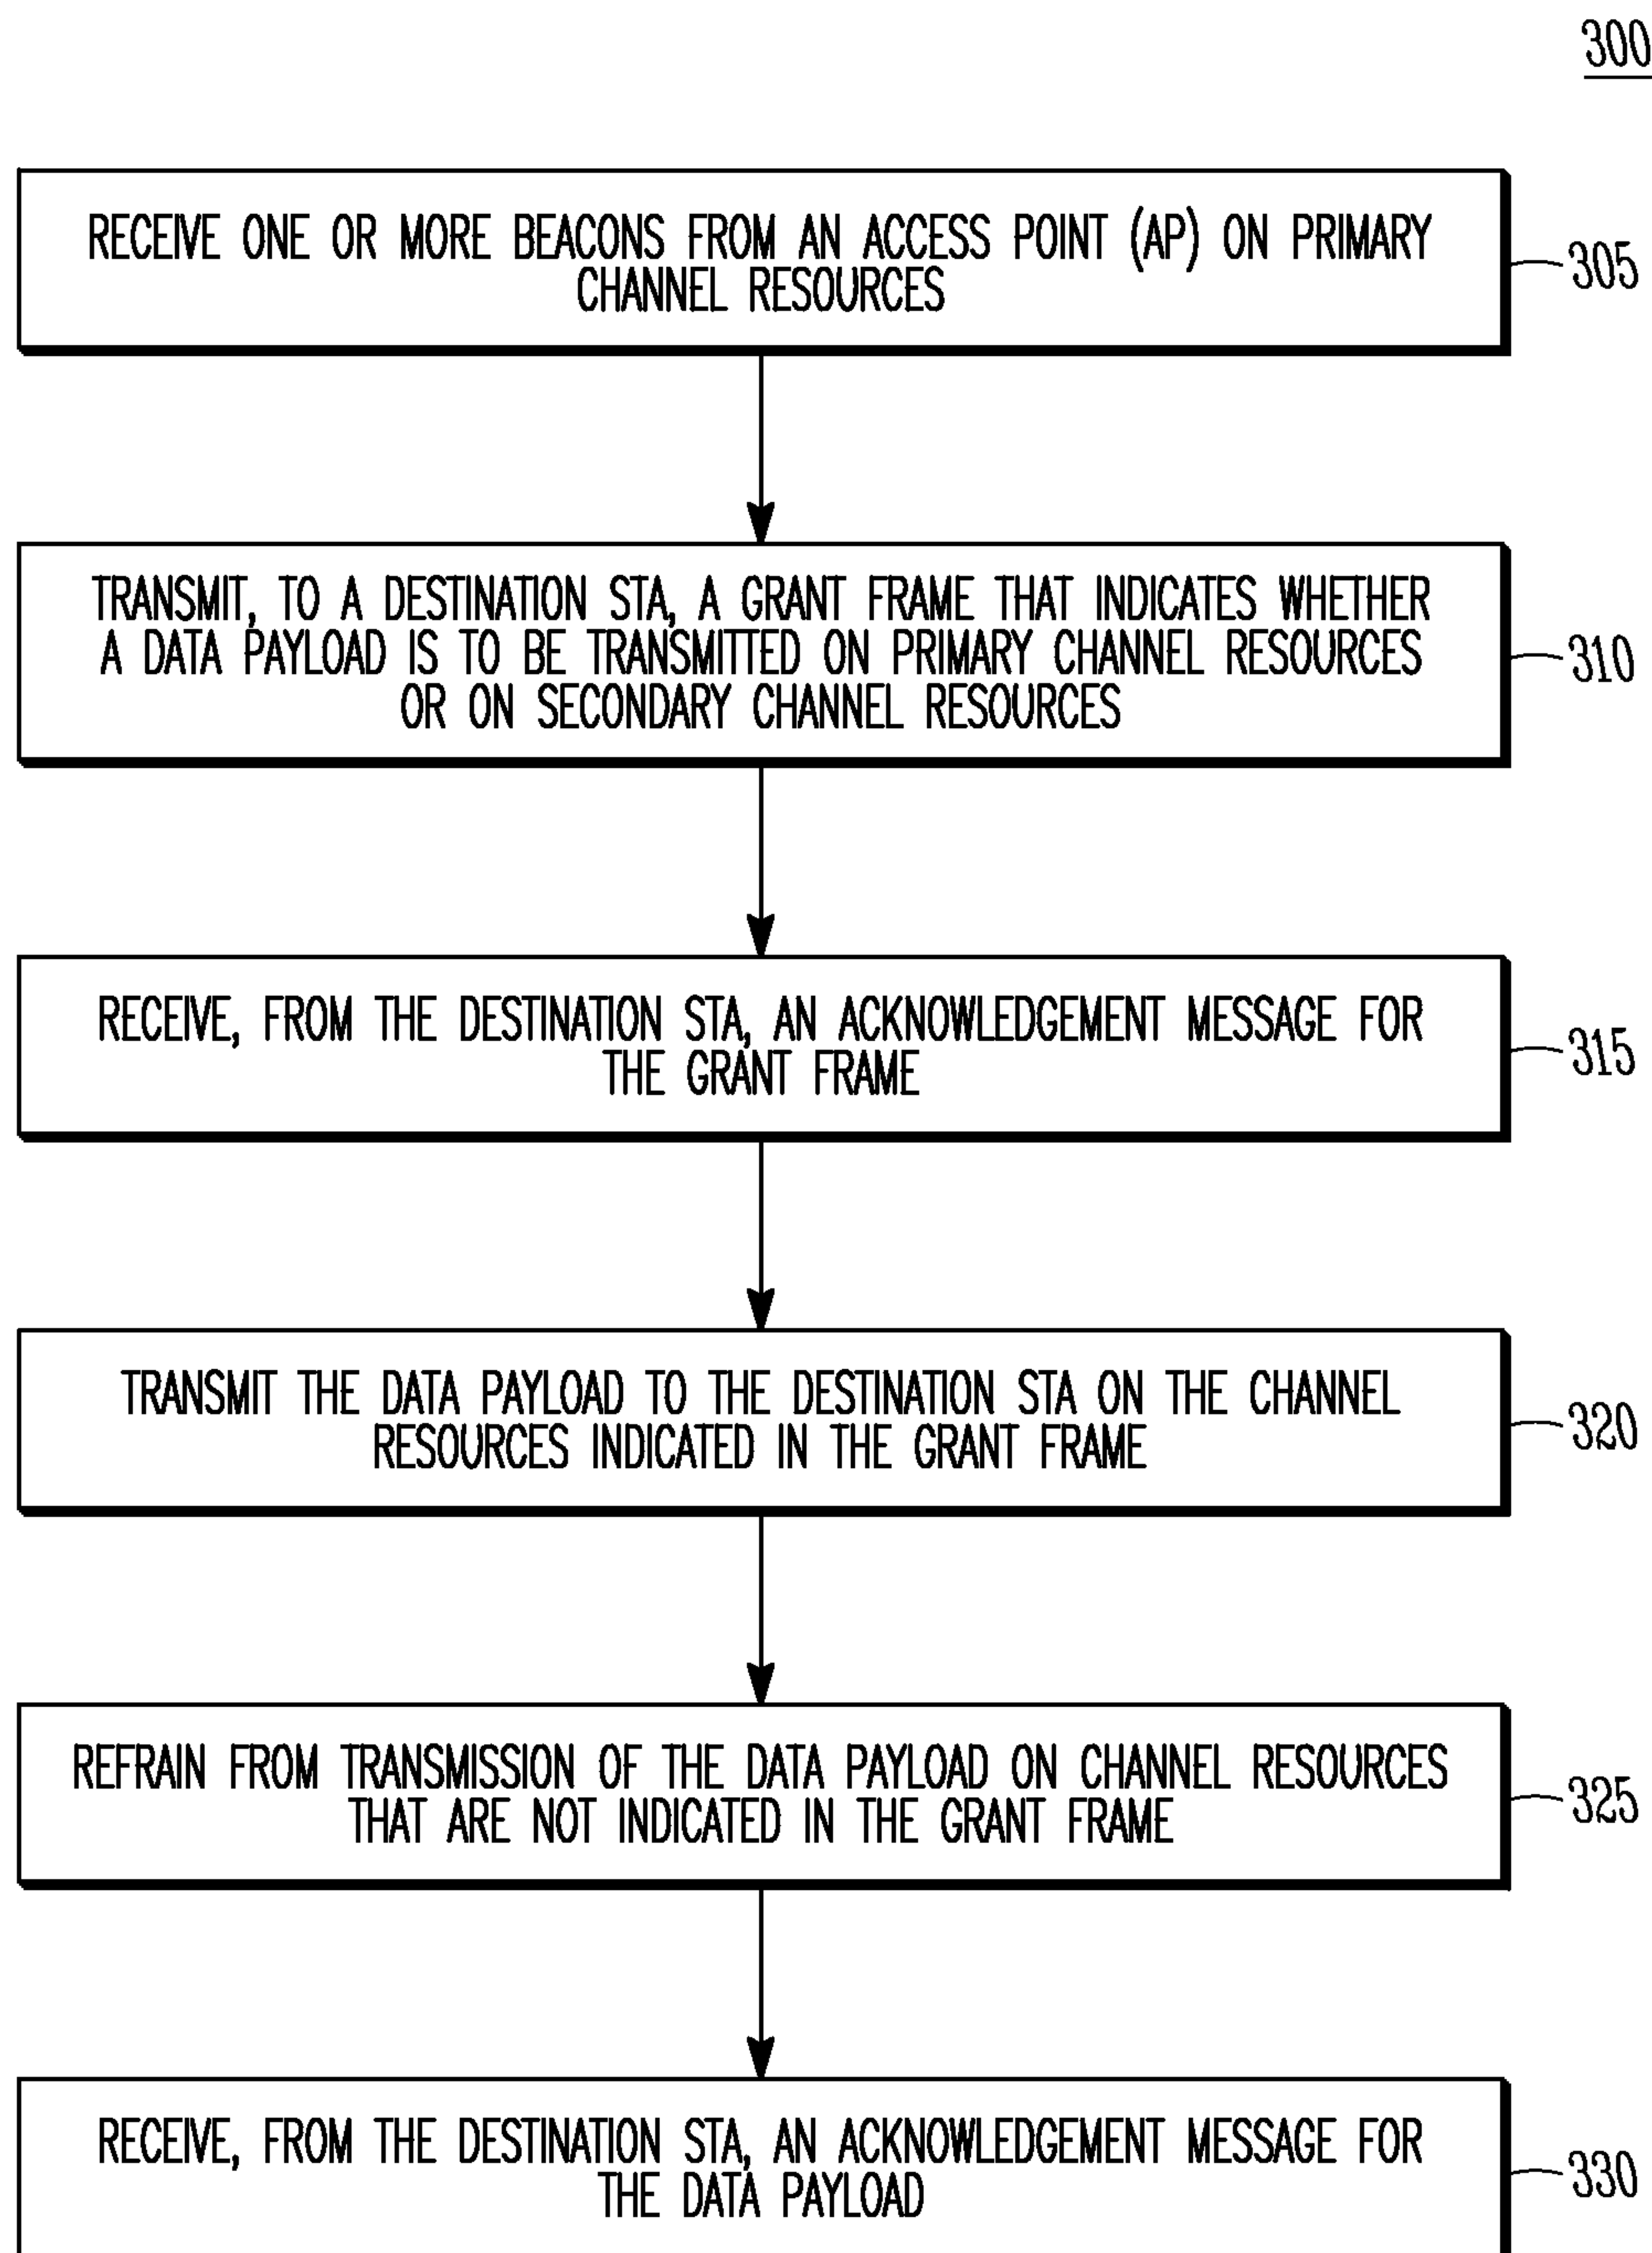 300
RECEIVE ONE OR MORE BEACONS FROM AN ACCESS POINT (AP) ON PRIMARY
CHANNEL RESOURCES
305
TRANSMIT, TO A DESTINATION STA, A GRANT FRAME THAT INDICATES WHETHER
A DATA PAYLOAD IS TO BE TRANSMITTED ON PRIMARY CHANNEL RESOURCES
OR ON SECONDARY CHANNEL RESOURCES
310
RECEIVE, FROM THE DESTINATION STA, AN ACKNOWLEDGEMENT MESSAGE FOR
THE GRANT FRAME
315
TRANSMIT THE DATA PAYLOAD TO THE DESTINATION STA ON THE CHANNEL
RESOURCES INDICATED IN THE GRANT FRAME
320
REFRAIN FROM TRANSMISSION OF THE DATA PAYLOAD ON CHANNEL RESOURCES
THAT ARE NOT INDICATED IN THE GRANT FRAME
325
RECEIVE, FROM THE DESTINATION STA, AN ACKNOWLEDGEMENT MESSAGE FOR
THE DATA PAYLOAD
330